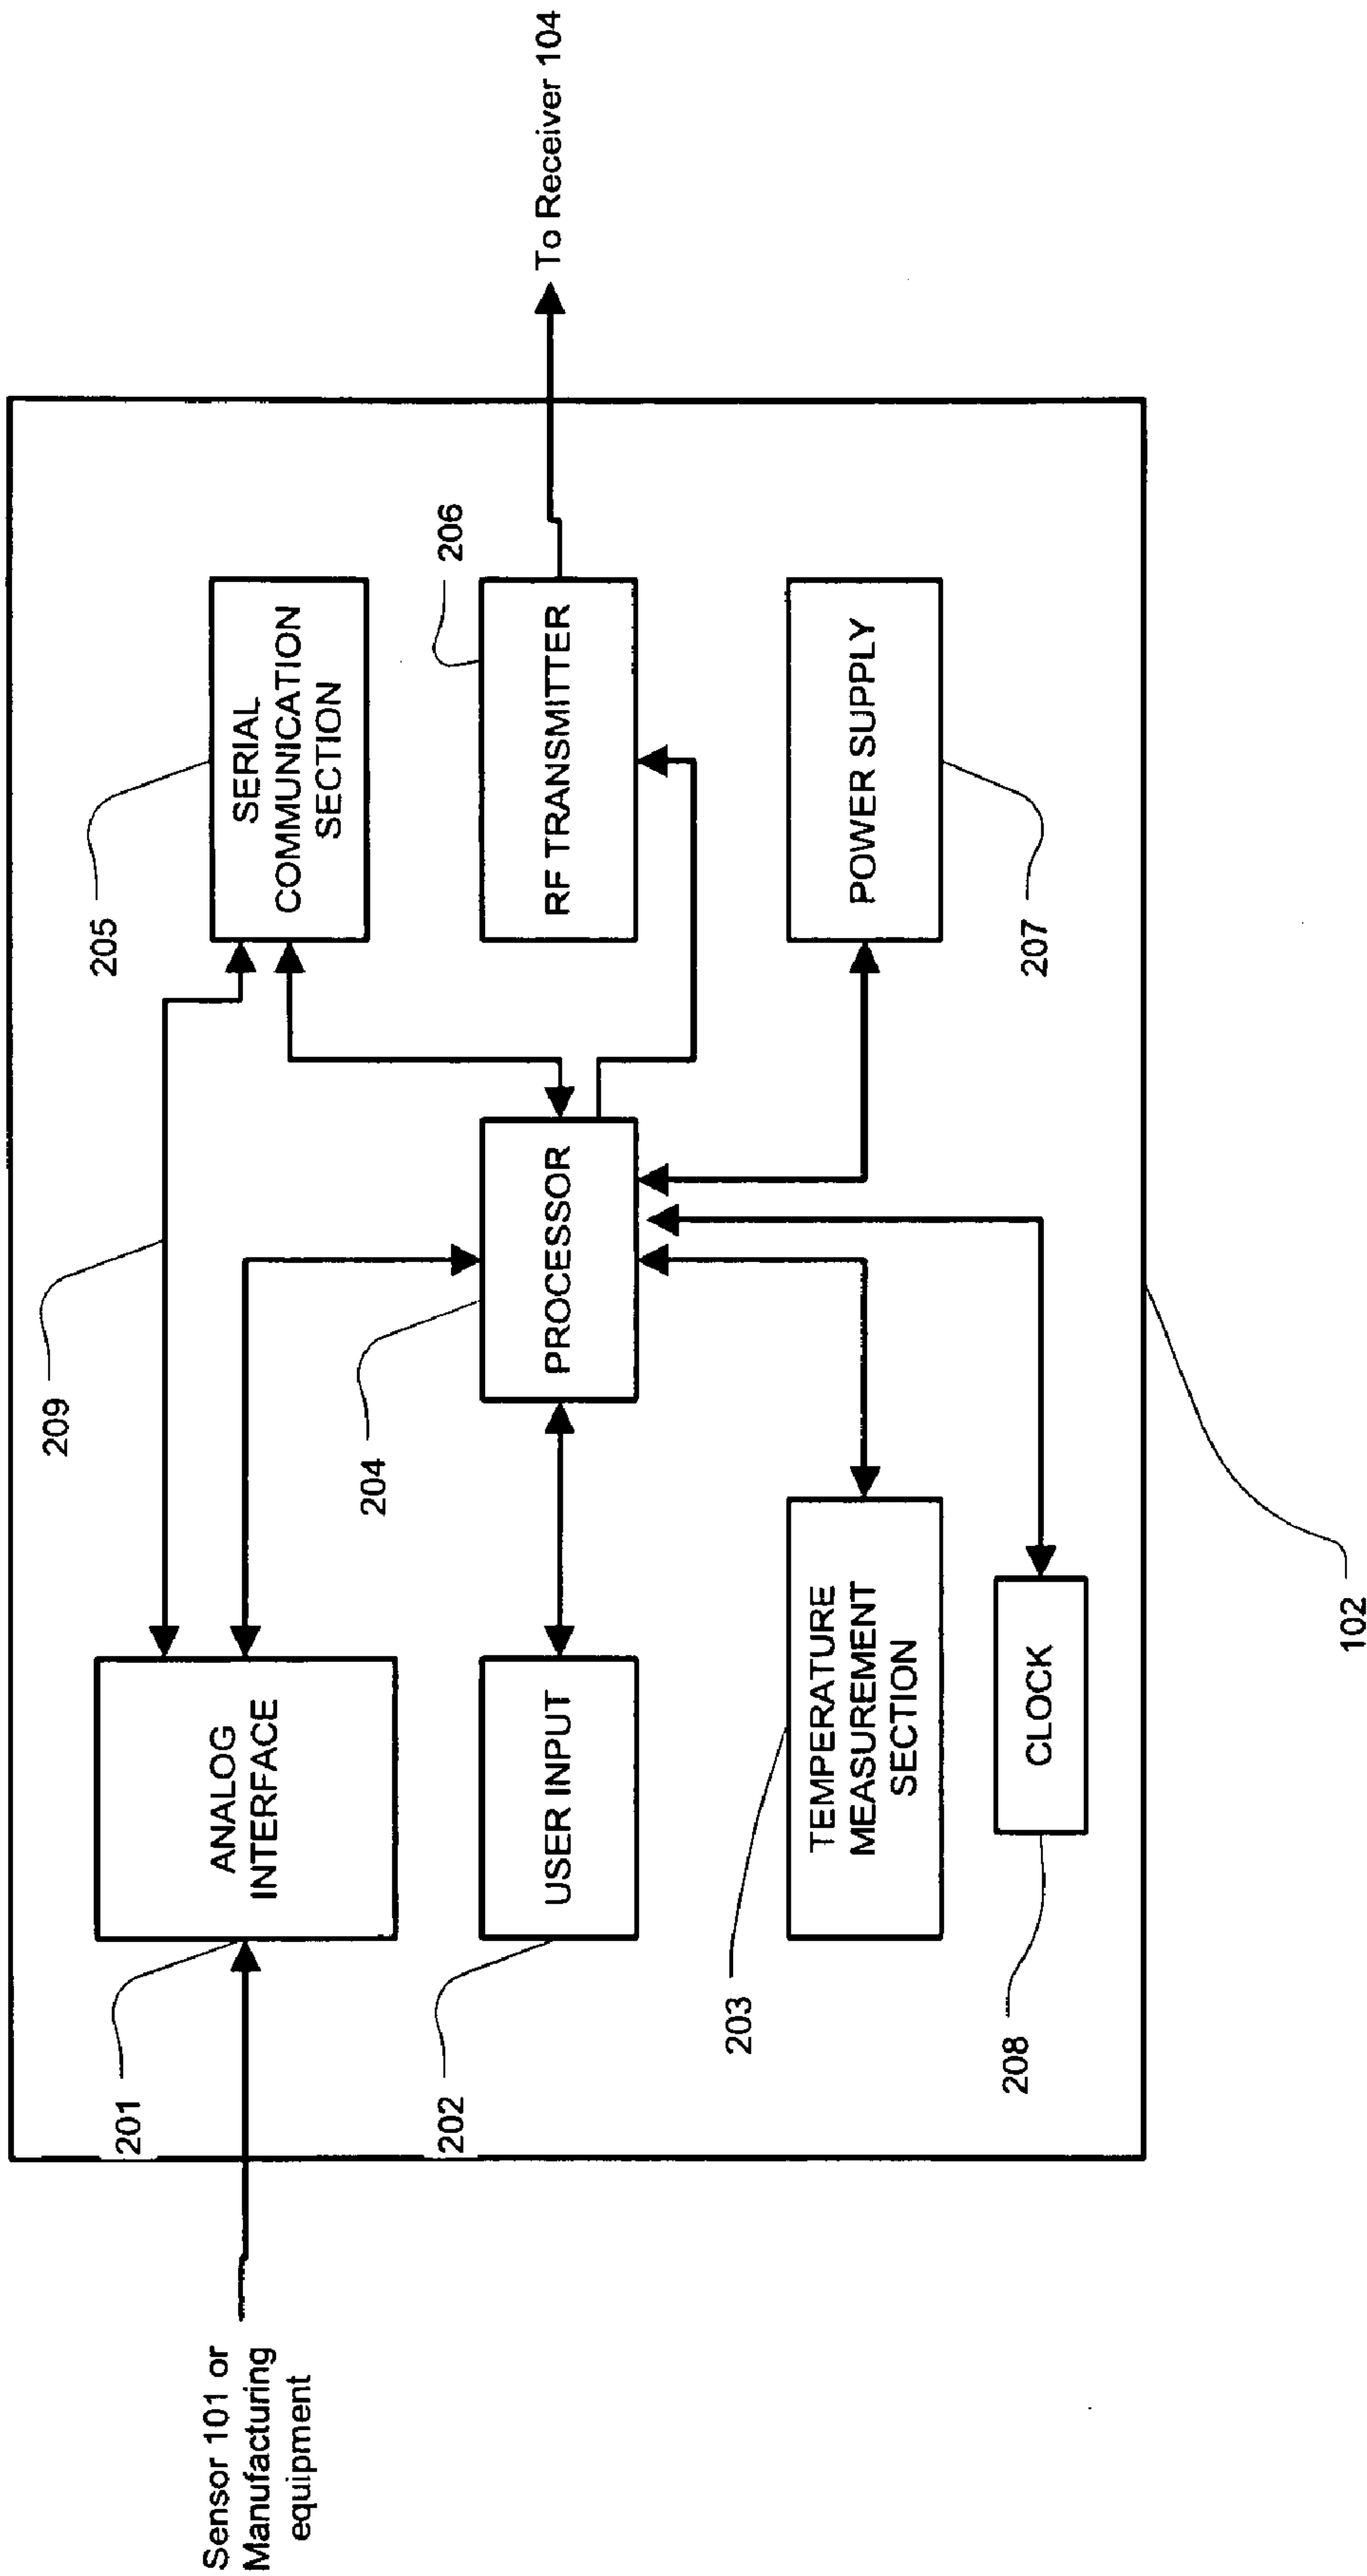 209
205
SERIAL
COMMUNICATION
SECTION
ANALOG
INTERFACE
201
Sensor 101 or
Manufacturing
equipment
204
206
PROCESSOR
USER INPUT
202
RF TRANSMITTER
To Receiver 104
TEMPERATURE
MEASUREMENT
SECTION
203
POWER SUPPLY
207
CLOCK
208
102